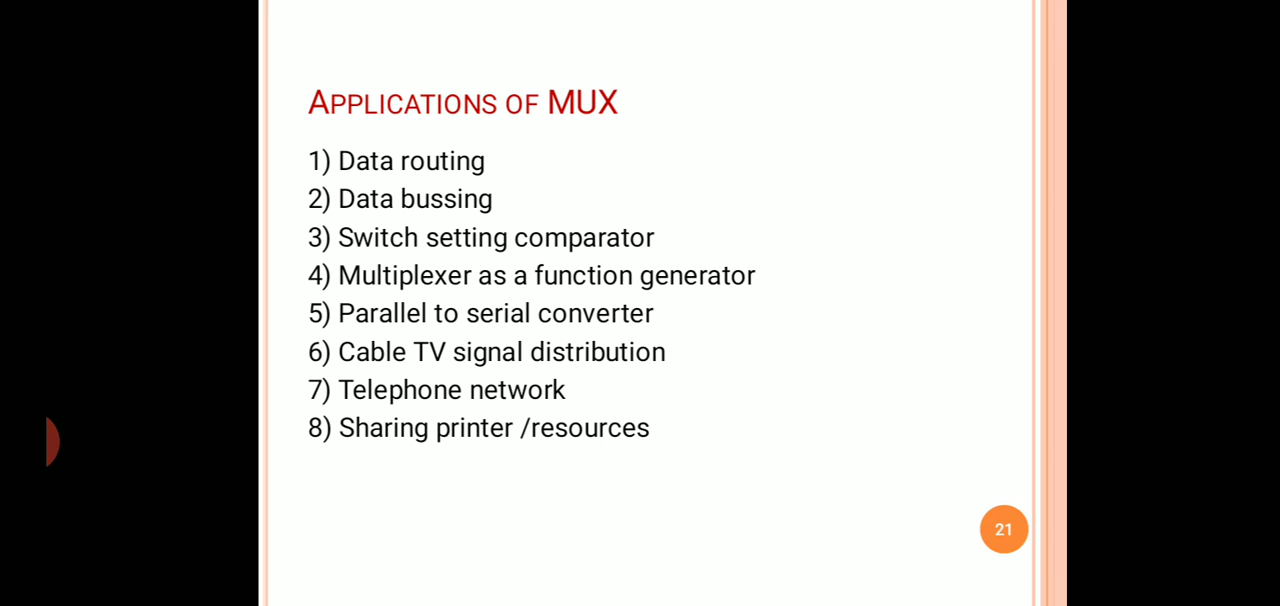 APPLICATIONS OF MUX
1) Data routing
2) Data bussing
3) Switch setting comparator
4) Multiplexer as a function generator
5) Parallel to serial converter
6) Cable TV signal distribution
7) Telephone network
8) Sharing printer /resources
21